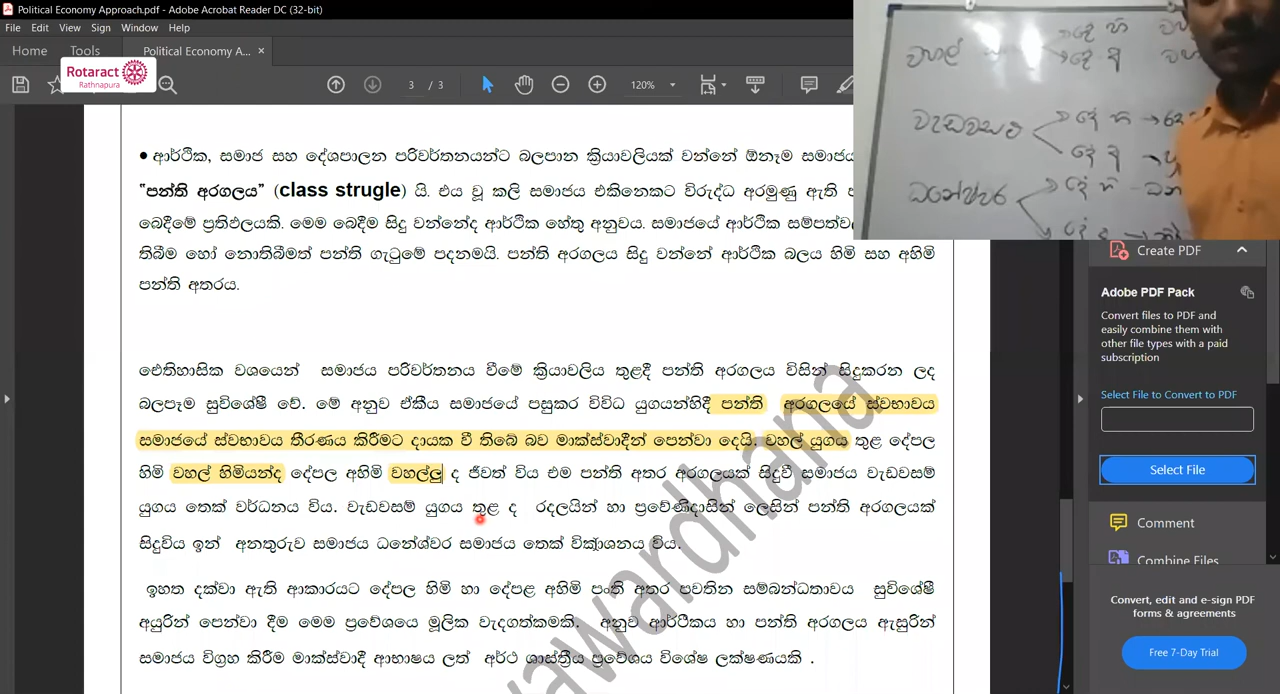 Political Economy Approach.pdf - Adobe Acrobat Reader DC (32-bit)
File Edit View Sign Window Help
Home Tools Political Economy A... ×
Rotaract
Rathnapura
3 / 3 120%
• ආර්ථික, සමාජ සහ දේශපාලන පරිවර්තනයන්ට බලපාන ක්‍රියාවලියක් වන්නේ ඕනෑම සමාජය
"පන්ති අරගලය" (class strugle) යි. එය වූ කලි සමාජය එකිනෙකට විරුද්ධ අරමුණු ඇති
බෙදීමේ ප්‍රතිඵලයකි. මෙම බෙදීම සිදු වන්නේද ආර්ථික හේතු අනුවය. සමාජයේ ආර්ථික
තිබීම හෝ නොතිබීමත් පන්ති ගැටුමේ පදනමයි. පන්ති අරගලය සිදු වන්නේ ආර්ථික බලය හිමි සහ අහිමි
පන්ති අතරය.
ඓතිහාසික වශයෙන් සමාජය පරිවර්තනය වීමේ ක්‍රියාවලිය තුළදී පන්ති අරගලය විසින් සිදුකරන ලද
බලපෑම සුවිශේෂී වේ. මේ අනුව ඒකීය සමාජයේ පසුකර විවිධ යුගයන්හිදී පන්ති අරගලයේ ස්වභාවය
සමාජයේ ස්වභාවය තීරණය කිරීමට දායක වී තිබේ බව මාක්ස්වාදීන් පෙන්වා දෙයි. වහල් යුගය තුළ දේපල
හිමි වහල් හිමියන්ද දේපල අහිමි වහල්ලු ද ජීවත් විය එම පන්ති අතර අරගලයක් සිදුවී සමාජය වැඩවසම්
යුගය තෙක් වර්ධනය විය. වැඩවසම් යුගය තුළ ද රදලයින් හා ප්‍රවේණිදාසින් ලෙසින් පන්ති අරගලයක්
සිදුවිය ඉන් අනතුරුව සමාජය ධනේශ්වර සමාජය තෙක් විකාශනය විය.
ඉහත දක්වා ඇති ආකාරයට දේපල හිමි හා දේපළ අහිමි පංති අතර පවතින සම්බන්ධතාවය සුවිශේෂී
අයුරින් පෙන්වා දීම මෙම ප්‍රවේශයෙ මූලික වැදගත්කමකි. අනුව ආර්ථිකය හා පන්ති අරගලය ඇසුරින්
සමාජය විග්‍රහ කිරීම මාක්ස්වාදී ආභාෂය ලත් අර්ථ ශාස්ත්‍රීය ප්‍රවේශය විශේෂ ලක්ෂණයකි .
wardhana
වහල්
දේ හි
දේ අ
වැඩවසම්
දේ හි
දේ අ
ධනේශ්වර
දේ හි
Create PDF
Adobe PDF Pack
Convert files to PDF and
easily combine them with
other file types with a paid
subscription
Select File to Convert to PDF
Select File
Comment
Combine Files
Convert, edit and e-sign PDF
forms & agreements
Free 7-Day Trial